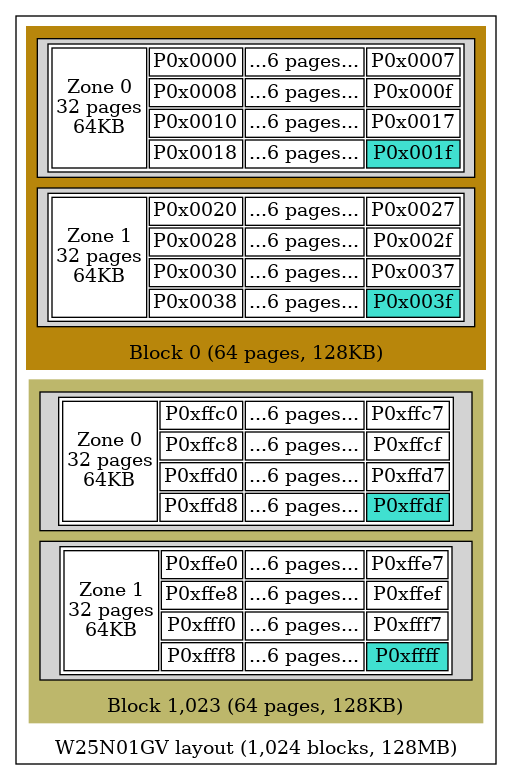 Zone 0
32 pages
64KB
P0x0000 ...6 pages... P0x0007
P0x0008 ...6 pages... P0x000f
P0x0010 ...6 pages... P0x0017
P0x0018 ...6 pages... P0x001f
Zone 1
32 pages
64KB
P0x0020 ...6 pages... P0x0027
P0x0028 ...6 pages... P0x002f
P0x0030 ...6 pages... P0x0037
P0x0038 ...6 pages... P0x003f
Block 0 (64 pages, 128KB)
Zone 0
32 pages
64KB
P0xffc0 ...6 pages... P0xffc7
P0xffc8 ...6 pages... P0xffcf
P0xffd0 ...6 pages... P0xffd7
P0xffd8 ...6 pages... P0xffdf
Zone 1
32 pages
64KB
P0xffe0 ...6 pages... P0xffe7
P0xffe8 ...6 pages... P0xffef
P0xfff0 ...6 pages... P0xfff7
P0xfff8 ...6 pages... P0xffff
Block 1,023 (64 pages, 128KB)
W25N01GV layout (1,024 blocks, 128MB)